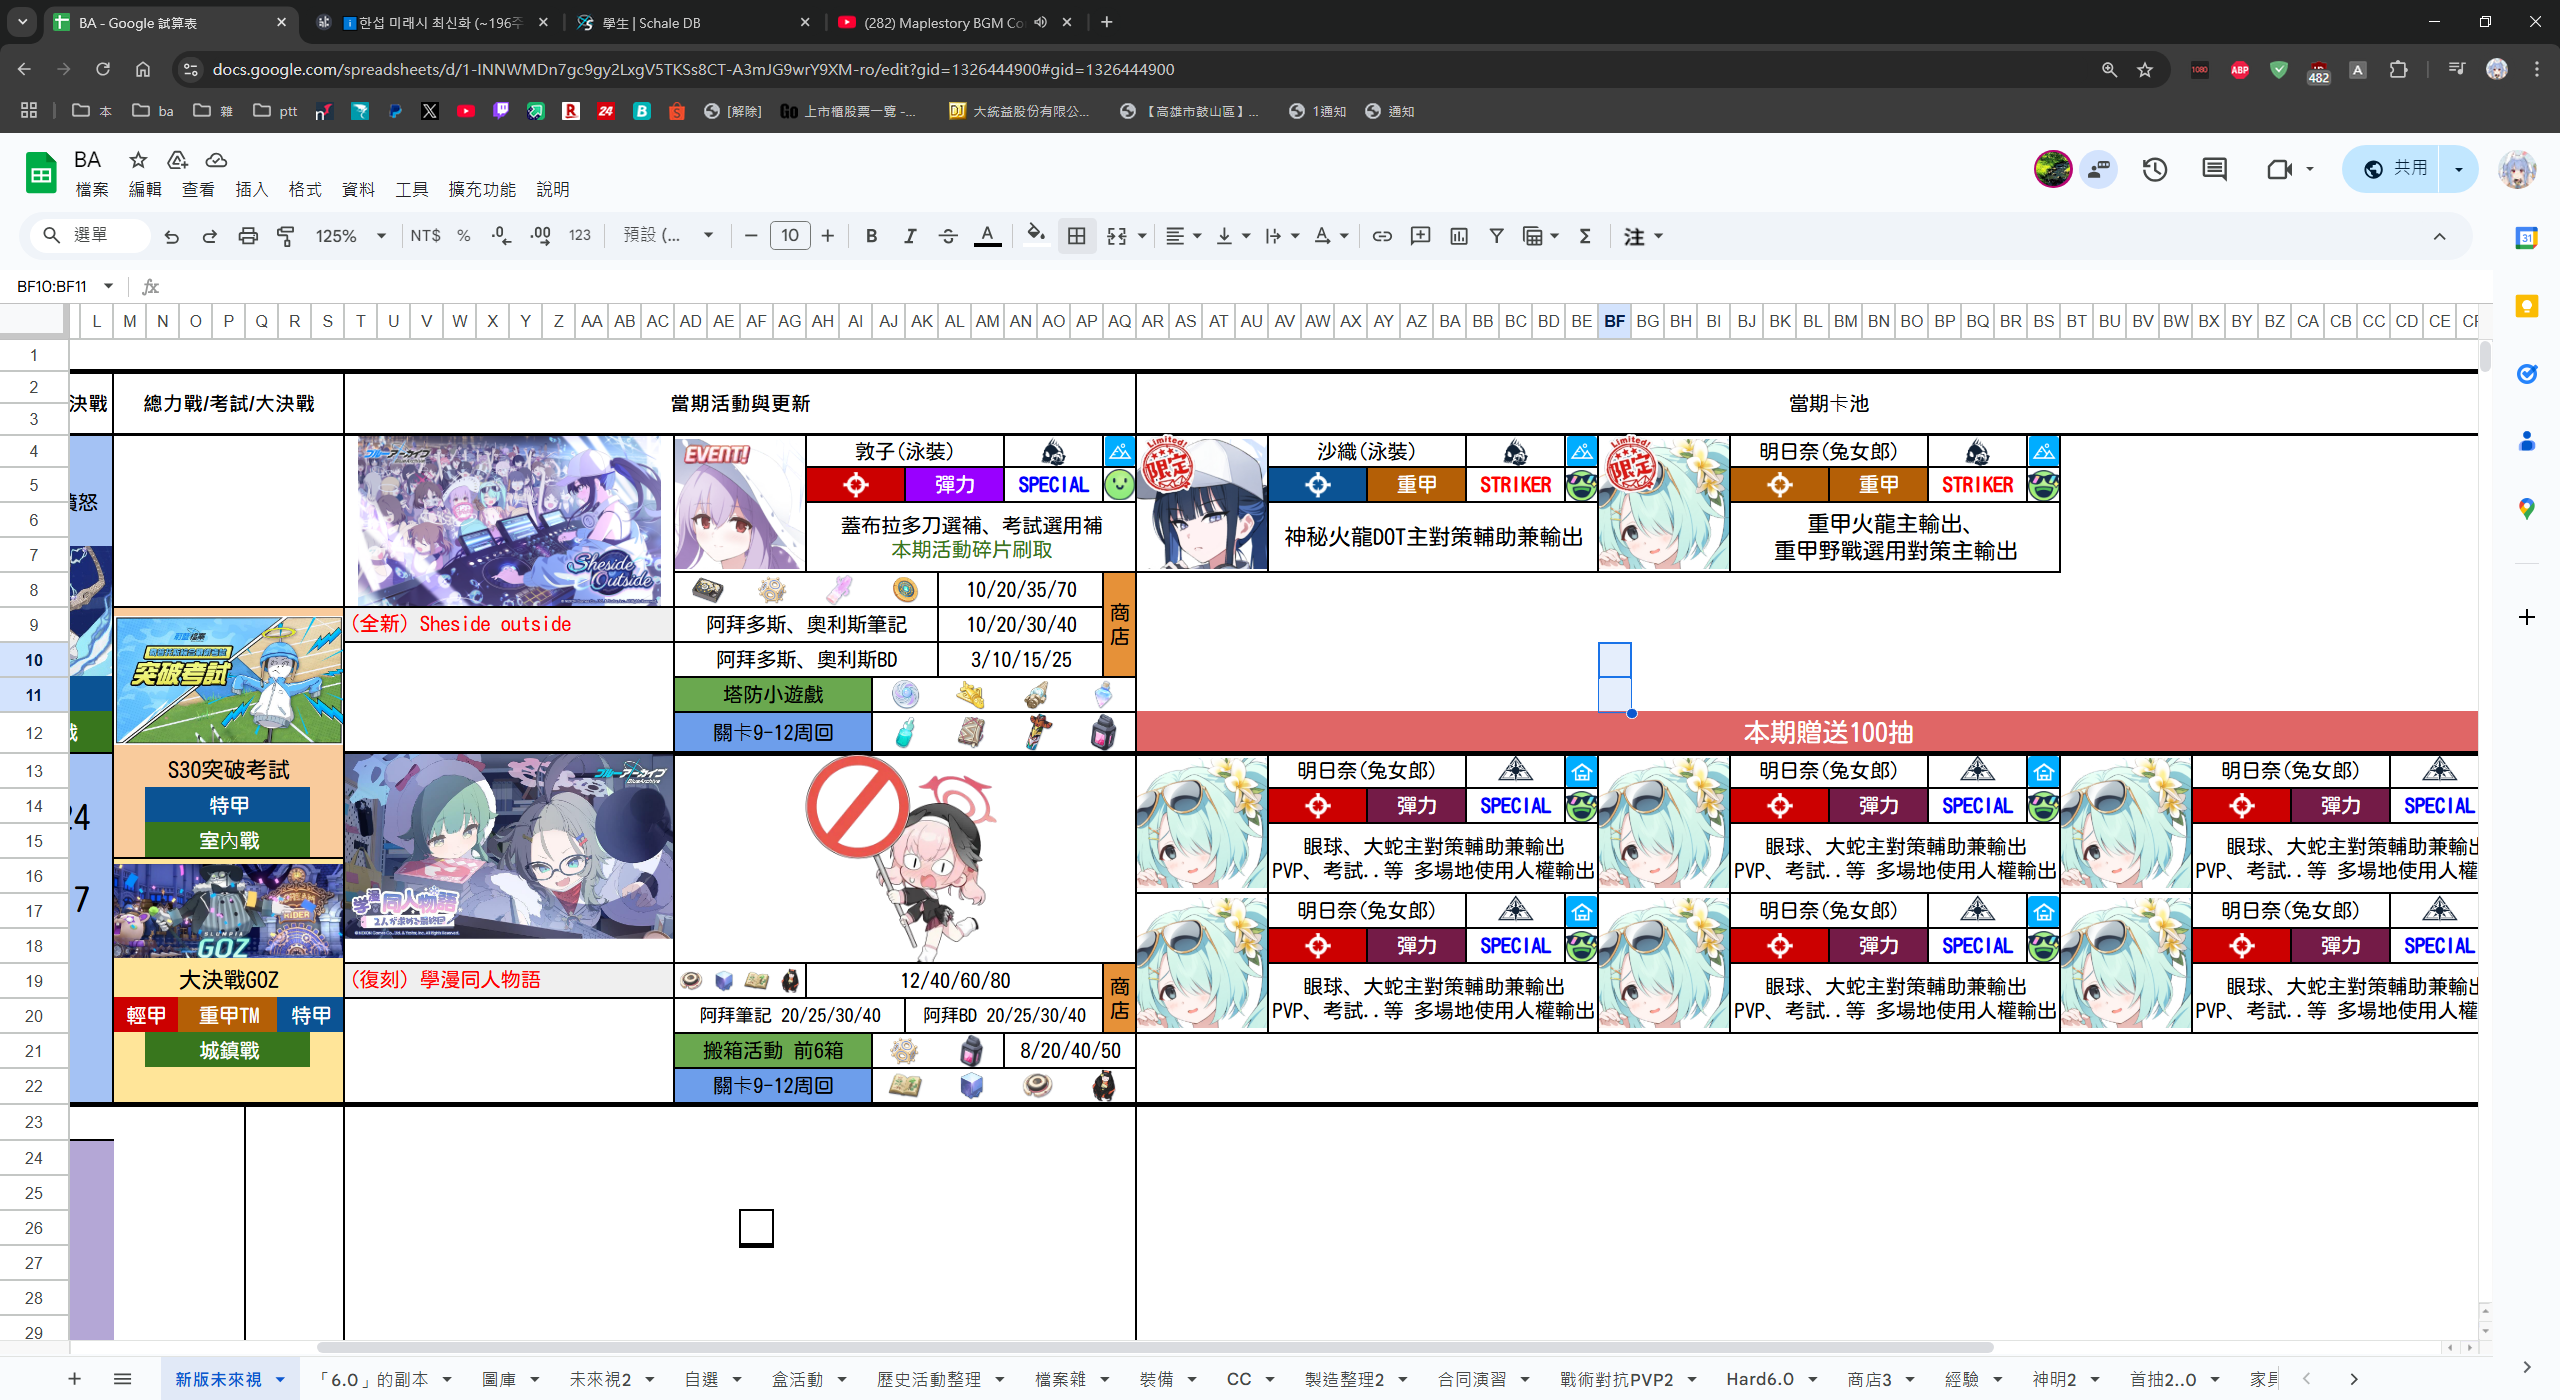 BA - Google 試算表
한섭 미래시 최신화 (~196주
學生 | Schale DB
(282) Maplestory BGM Co
docs.google.com/spreadsheets/d/1-INNWMDn7gc9gy2LxgV5TKSs8CT-A3mJG9wrY9XM-ro/edit?gid=1326444900#gid=1326444900
本 ba 雜 ptt [解除] 上市櫃股票一覽 -... 大統益股份有限公... 【高雄市鼓山區】... 1通知 通知
BA
檔案 編輯 查看 插入 格式 資料 工具 擴充功能 說明
共用
選單 125% NT$ % .0 .00 123 預設 (... 10 B I A Σ 注
BF10:BF11
L M N O P Q R S T U V W X Y Z AA AB AC AD AE AF AG AH AI AJ AK AL AM AN AO AP AQ AR AS AT AU AV AW AX AY AZ BA BB BC BD BE BF BG BH BI BJ BK BL BM BN BO BP BQ BR BS BT BU BV BW BX BY BZ CA CB CC CD CE
1
2
3
4
5
6
7
8
9
10
11
12
13
14
15
16
17
18
19
20
21
22
23
24
25
26
27
28
29
決戰 總力戰/考試/大決戰 當期活動與更新 當期卡池
ブルーアーカイブ
Sheside Outside
EVENT!
敦子(泳裝)
彈力 SPECIAL
蓋布拉多刀選補、考試選用補
本期活動碎片刷取
Limited! 限定
沙織(泳裝)
重甲 STRIKER
神秘火龍DOT主對策輔助兼輸出
Limited! 限定
明日奈(兔女郎)
重甲 STRIKER
重甲火龍主輸出、
重甲野戰選用對策主輸出
10/20/35/70
商店
(全新) Sheside outside
阿拜多斯、奧利斯筆記 10/20/30/40
阿拜多斯、奧利斯BD 3/10/15/25
塔防小遊戲
關卡9-12周回
本期贈送100抽
突破考試
S30突破考試
特甲
室內戰
GOZ
大決戰GOZ
輕甲 重甲TM 特甲
城鎮戰
24
7
ブルーアーカイブ
学漫 同人物語
2人が求める最終回
(復刻) 學漫同人物語
12/40/60/80
商店
阿拜筆記 20/25/30/40 阿拜BD 20/25/30/40
搬箱活動 前6箱 8/20/40/50
關卡9-12周回
明日奈(兔女郎)
彈力 SPECIAL
眼球、大蛇主對策輔助兼輸出
PVP、考試..等 多場地使用人權輸出
明日奈(兔女郎)
彈力 SPECIAL
眼球、大蛇主對策輔助兼輸出
PVP、考試..等 多場地使用人權輸出
明日奈(兔女郎)
彈力 SPECIAL
眼球、大蛇主對策輔助兼輸
PVP、考試..等 多場地使用人權
明日奈(兔女郎)
彈力 SPECIAL
眼球、大蛇主對策輔助兼輸出
PVP、考試..等 多場地使用人權輸出
明日奈(兔女郎)
彈力 SPECIAL
眼球、大蛇主對策輔助兼輸出
PVP、考試..等 多場地使用人權輸出
明日奈(兔女郎)
彈力 SPECIAL
眼球、大蛇主對策輔助兼輸
PVP、考試..等 多場地使用人權
新版未來視 「6.0」的副本 圖庫 未來視2 自選 盒活動 歷史活動整理 檔案雜 裝備 CC 製造整理2 合同演習 戰術對抗PVP2 Hard6.0 商店3 經驗 神明2 首抽2..0 家具